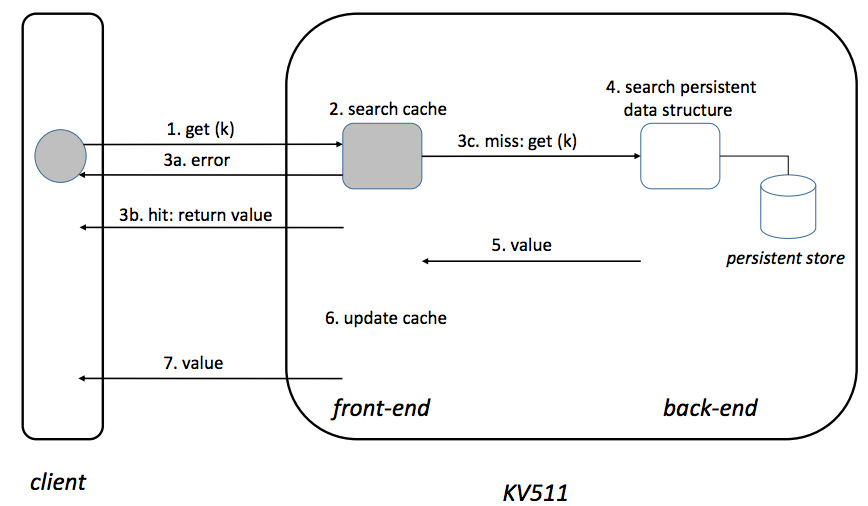 4. search persistent
data structure
2. search cache
1. get (k)
3c. miss: get (k)
3a. error
3b. hit: return value
5. value
persistent store
6. update cache
7. value
front-end
back-end
client
KV511